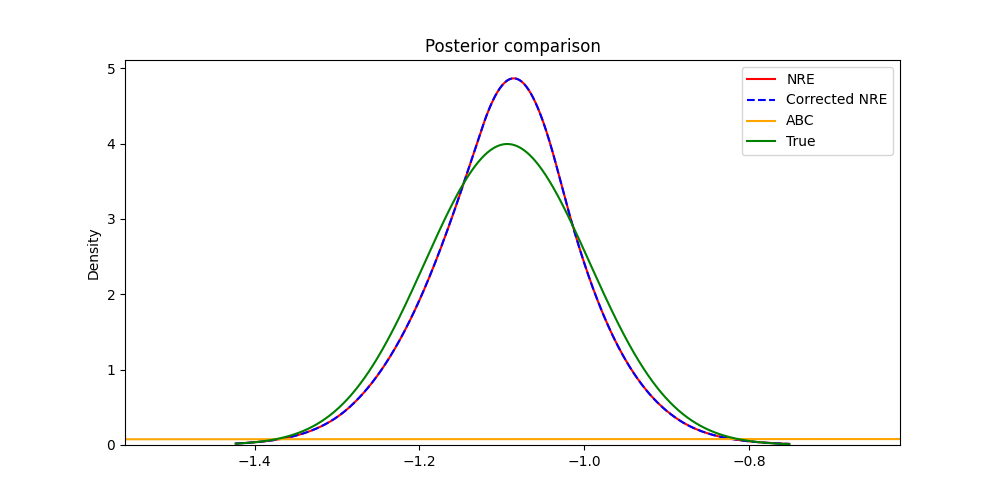 Posterior comparison
NRE
Corrected NRE
ABC
True
Density
5
4
3
2
1
0
−1.4
−1.2
−1.0
−0.8